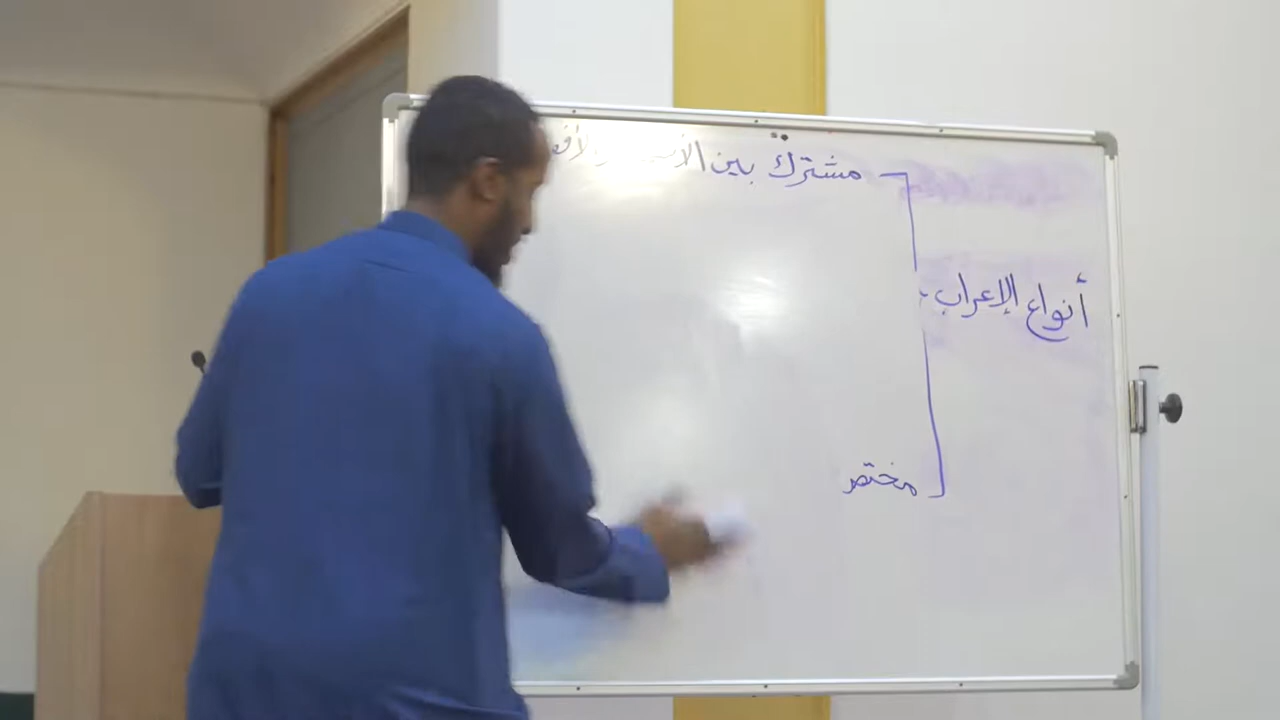 مشترك بين
أنواع الإعراب
مختص